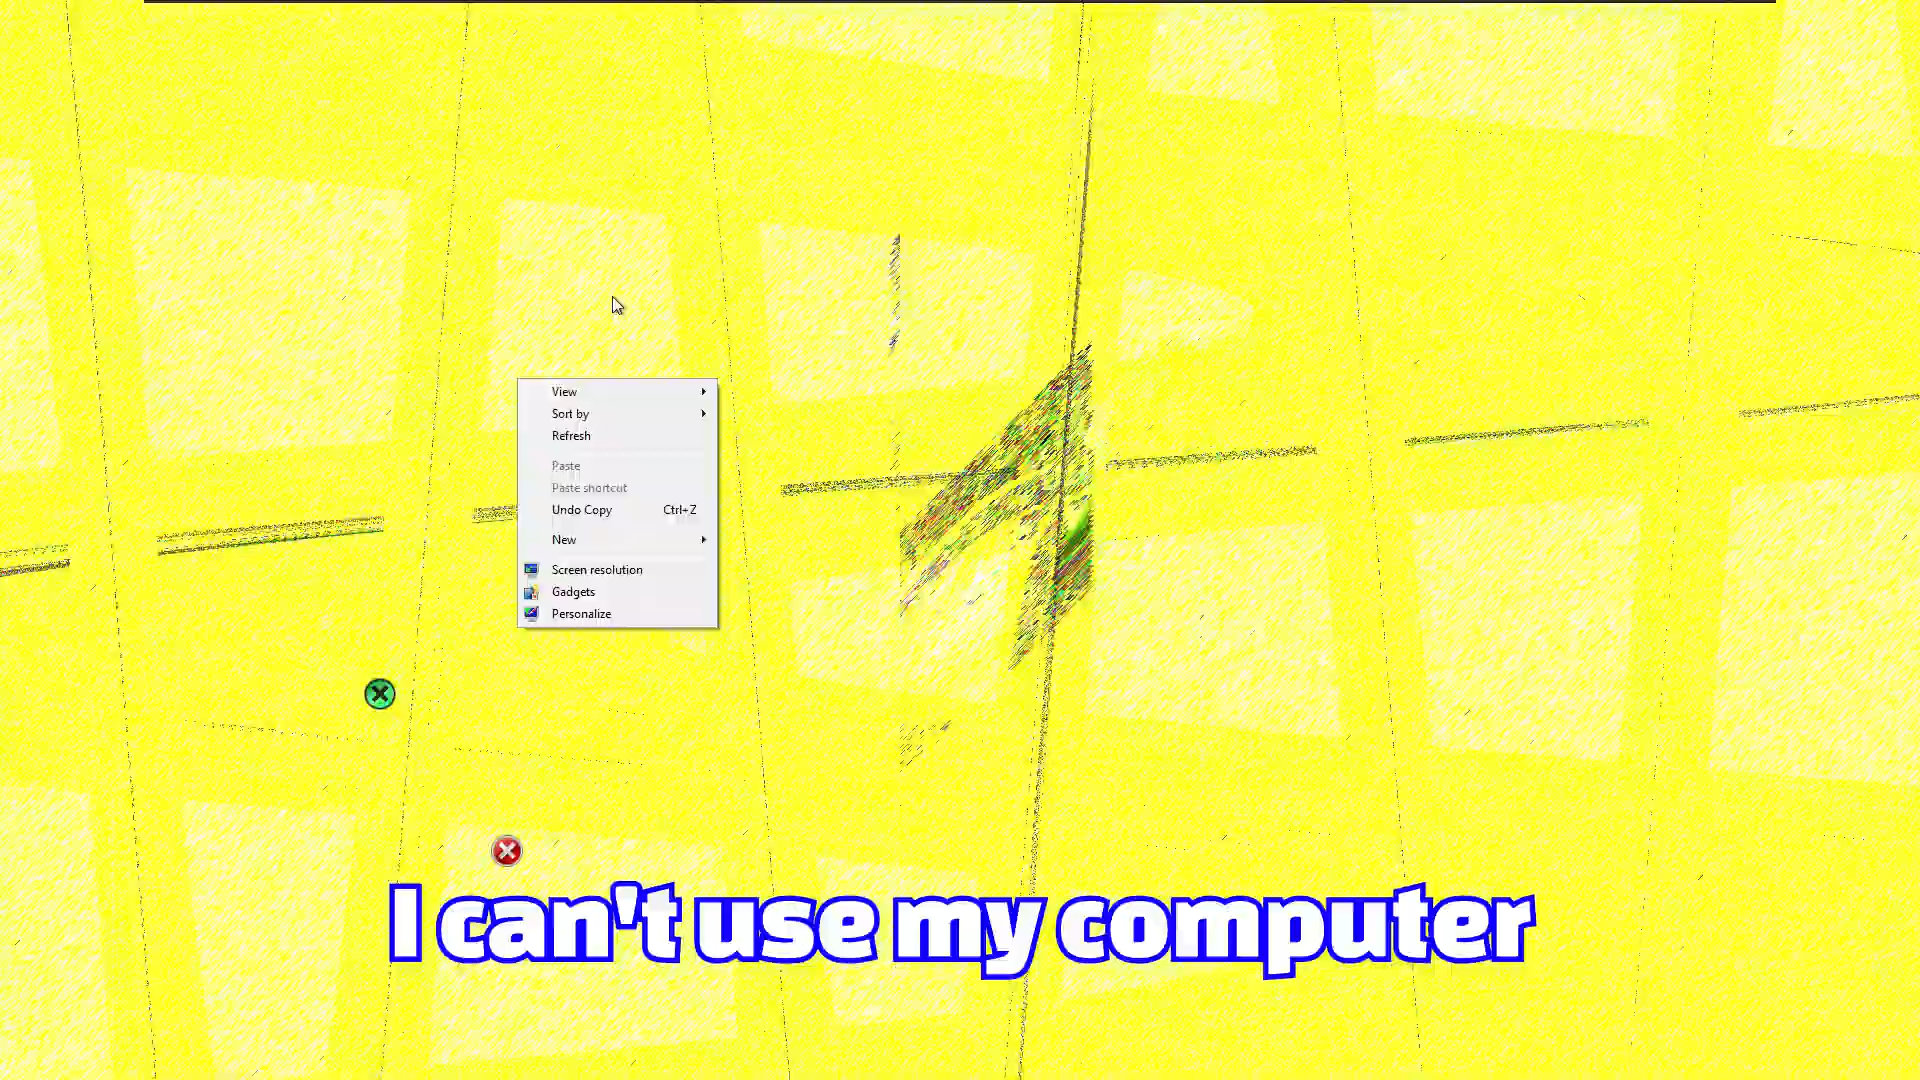 View
Sort by
Refresh
Paste
Paste shortcut
Undo Copy Ctrl+Z
New
Screen resolution
Gadgets
Personalize
I can't use my computer